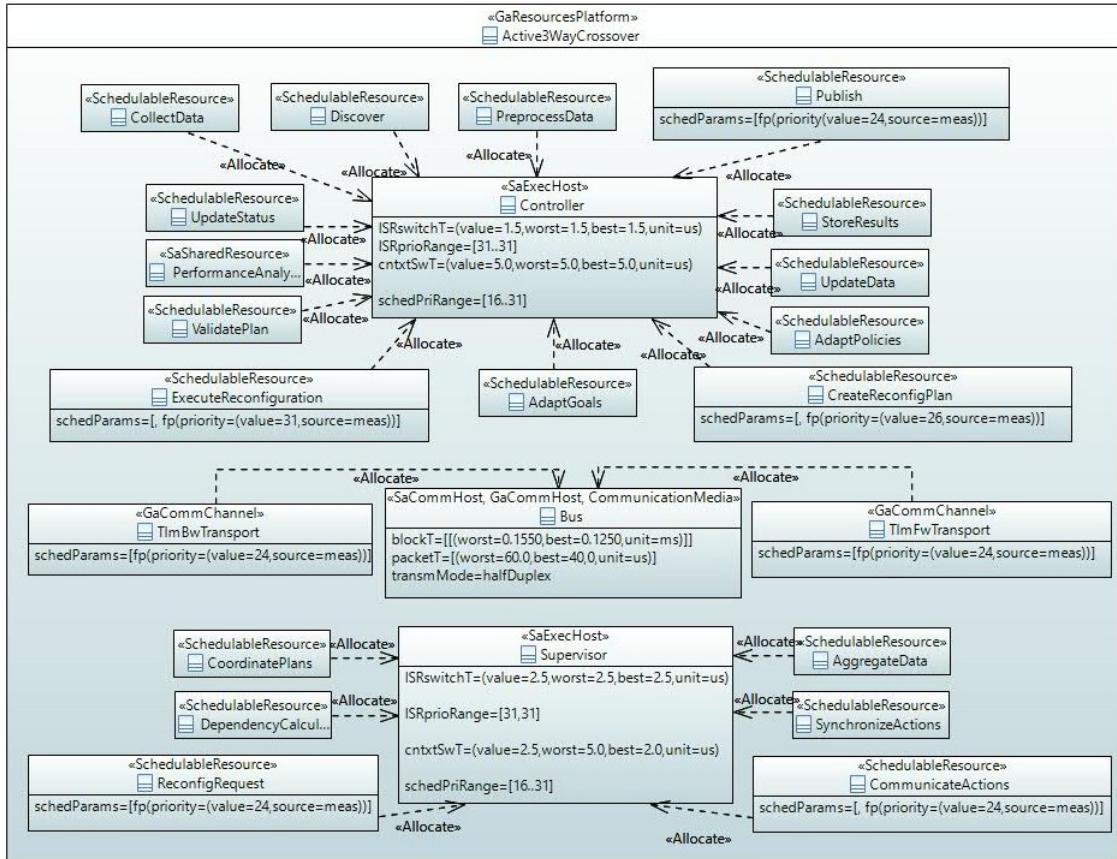 «GaResourcesPlatform»
Active3WayCrossover
«SchedulableResource»
CollectData
«SchedulableResource»
Discover
«SchedulableResource»
PreprocessData
«SchedulableResource»
Publish
schedParams=[fp(priority(value=24,source=meas))]
«Allocate»
«Allocate»
«Allocate»
«Allocate»
«SaExecHost»
Controller
ISRswitchT=(value=1.5,worst=1.5,best=1.5,unit=us)
ISRprioRange=[31..31]
cntxtSwT=(value=5.0,worst=5.0,best=5.0,unit=us)
schedPriRange=[16..31]
«SchedulableResource»
UpdateStatus
«Allocate»
«SaSharedResource»
PerformanceAnaly...
«Allocate»
«SchedulableResource»
ValidatePlan
«Allocate»
«SchedulableResource»
StoreResults
«Allocate»
«SchedulableResource»
UpdateData
«Allocate»
«SchedulableResource»
AdaptPolicies
«Allocate»
«Allocate»
«Allocate»
«Allocate»
«SchedulableResource»
ExecuteReconfiguration
schedParams=[, fp(priority=(value=31,source=meas))]
«SchedulableResource»
AdaptGoals
«SchedulableResource»
CreateReconfigPlan
schedParams=[, fp(priority=(value=26,source=meas))]
«Allocate»
«Allocate»
«GaCommChannel»
TlmBwTransport
schedParams=[fp(priority=(value=24,source=meas))]
«SaCommHost, GaCommHost, CommunicationMedia»
Bus
blockT=[[(worst=0.1550,best=0.1250,unit=ms)]]
packetT=[(worst=60.0,best=40,0,unit=us)]
transmMode=halfDuplex
«GaCommChannel»
TlmFwTransport
schedParams=[fp(priority=(value=24,source=meas))]
«SchedulableResource»
CoordinatePlans
«Allocate»
«SaExecHost»
Supervisor
ISRswitchT=(value=2.5,worst=2.5,best=2.5,unit=us)
ISRprioRange=[31,31]
cntxtSwT=(value=2.5,worst=5.0,best=2.0,unit=us)
schedPriRange=[16..31]
«Allocate»
«SchedulableResource»
AggregateData
«SchedulableResource»
DependencyCalcul...
«Allocate»
«Allocate»
«SchedulableResource»
SynchronizeActions
«SchedulableResource»
ReconfigRequest
schedParams=[fp(priority=(value=24,source=meas))]
«Allocate»
«SchedulableResource»
CommunicateActions
schedParams=[, fp(priority=(value=24,source=meas))]
«Allocate»